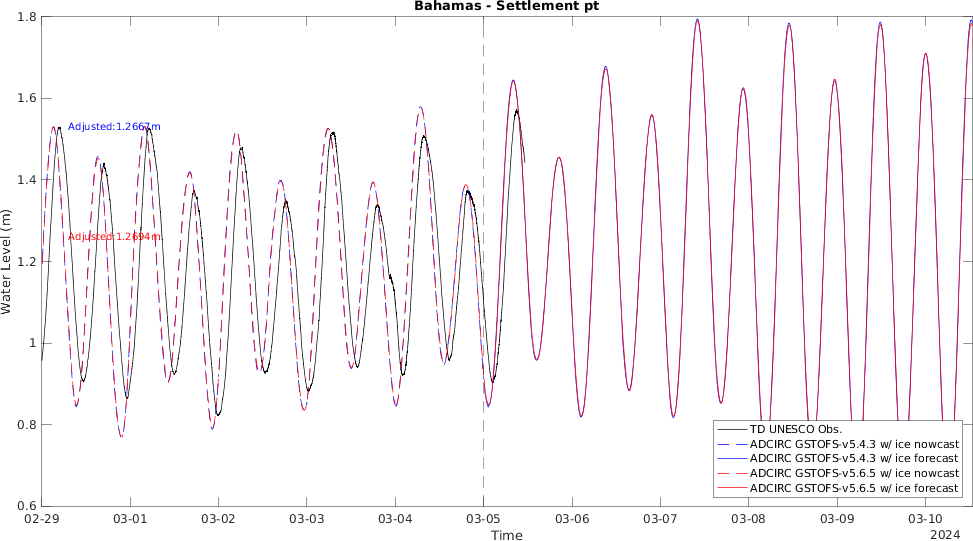 Bahamas - Settlement pt
1.8
1.6
1.4
1.2
1
0.8
0.6
Water Level (m)
Adjusted:1.2667m
Adjusted:1.2694m
TD UNESCO Obs.
ADCIRC GSTOFS-v5.4.3 w/ ice nowcast
ADCIRC GSTOFS-v5.4.3 w/ ice forecast
ADCIRC GSTOFS-v5.6.5 w/ ice nowcast
ADCIRC GSTOFS-v5.6.5 w/ ice forecast
02-29 03-01 03-02 03-03 03-04 03-05 03-06 03-07 03-08 03-09 03-10
Time
2024